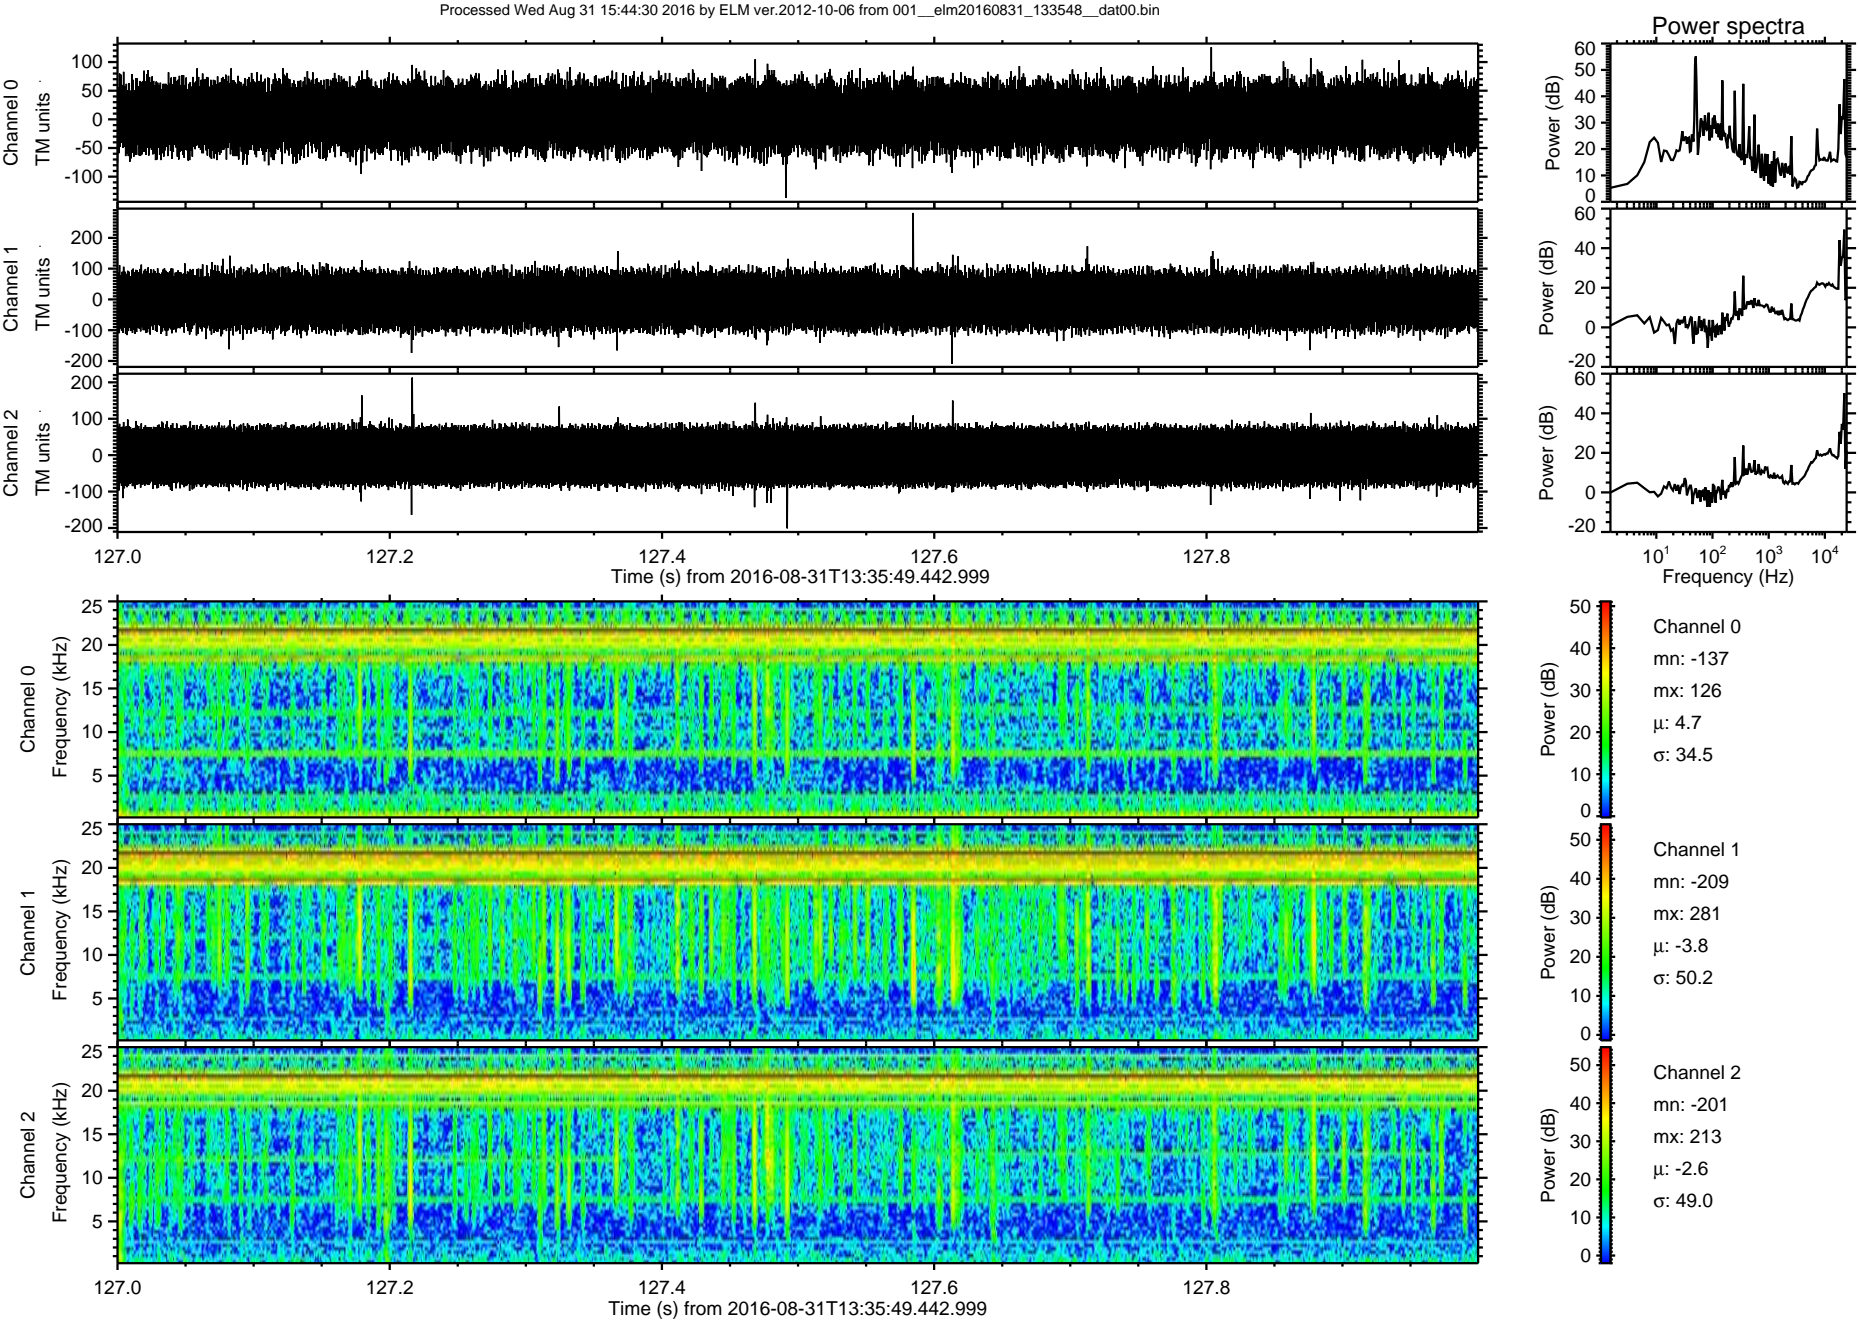 Processed Wed Aug 31 15:44:30 2016 by ELM ver.2012-10-06 from 001__elm20160831_133548__dat00.bin
Power spectra
Channel 0
TM units
100
50
0
-50
-100
Power (dB)
60
50
40
30
20
10
0
Channel 1
TM units
200
100
0
-100
-200
Power (dB)
60
40
20
0
-20
Channel 2
TM units
200
100
0
-100
-200
Power (dB)
60
40
20
0
-20
127.0 127.2 127.4 127.6 127.8
Time (s) from 2016-08-31T13:35:49.442.999
10¹ 10² 10³ 10⁴
Frequency (Hz)
Channel 0
Frequency (kHz)
25
20
15
10
5
Power (dB)
50
40
30
20
10
0
Channel 0
mn: -137
mx: 126
μ: 4.7
σ: 34.5
Channel 1
Frequency (kHz)
25
20
15
10
5
Power (dB)
50
40
30
20
10
0
Channel 1
mn: -209
mx: 281
μ: -3.8
σ: 50.2
Channel 2
Frequency (kHz)
25
20
15
10
5
Power (dB)
50
40
30
20
10
0
Channel 2
mn: -201
mx: 213
μ: -2.6
σ: 49.0
127.0 127.2 127.4 127.6 127.8
Time (s) from 2016-08-31T13:35:49.442.999